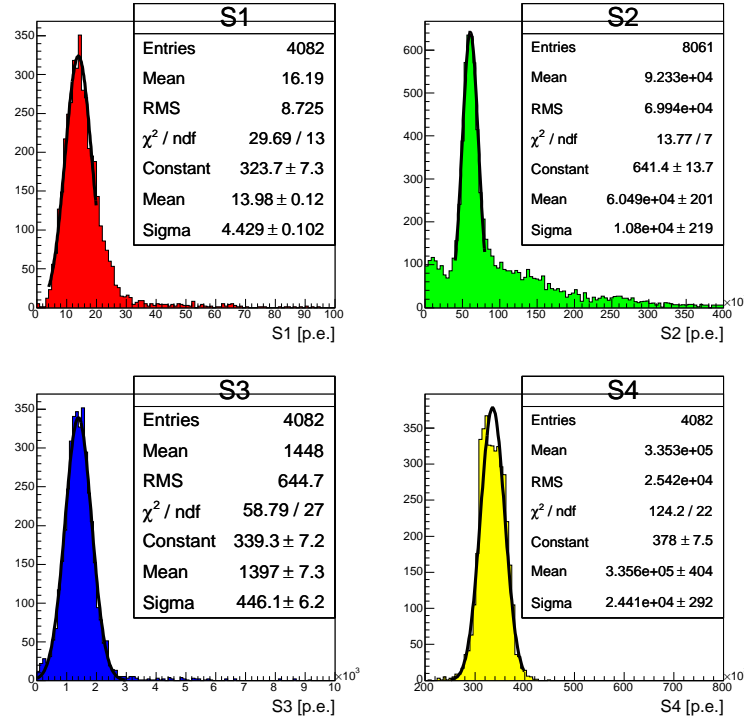 S1
Entries 4082
Mean 16.19
RMS 8.725
χ² / ndf 29.69 / 13
Constant 323.7 ± 7.3
Mean 13.98 ± 0.12
Sigma 4.429 ± 0.102
350
300
250
200
150
100
50
0
0 10 20 30 40 50 60 70 80 90 100
S1 [p.e.]
S2
Entries 8061
Mean 9.233e+04
RMS 6.994e+04
χ² / ndf 13.77 / 7
Constant 641.4 ± 13.7
Mean 6.049e+04 ± 201
Sigma 1.08e+04 ± 219
600
500
400
300
200
100
0
0 50 100 150 200 250 300 350 400
×10
S2 [p.e.]
S3
Entries 4082
Mean 1448
RMS 644.7
χ² / ndf 58.79 / 27
Constant 339.3 ± 7.2
Mean 1397 ± 7.3
Sigma 446.1 ± 6.2
350
300
250
200
150
100
50
0
0 1 2 3 4 5 6 7 8 9 10
×10³
S3 [p.e.]
S4
Entries 4082
Mean 3.353e+05
RMS 2.542e+04
χ² / ndf 124.2 / 22
Constant 378 ± 7.5
Mean 3.356e+05 ± 404
Sigma 2.441e+04 ± 292
350
300
250
200
150
100
50
0
200 300 400 500 600 700 800
×10
S4 [p.e.]